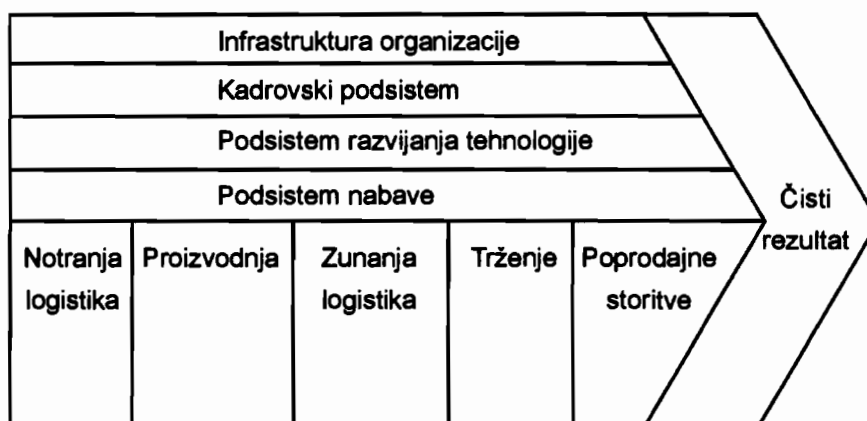 Infrastruktura organizacije
Kadrovski podsistem
Podsistem razvijanja tehnologije
Podsistem nabave
Čisti
rezultat
Notranja
logistika
Proizvodnja
Zunanja
logistika
Trženje
Poprodajne
storitve